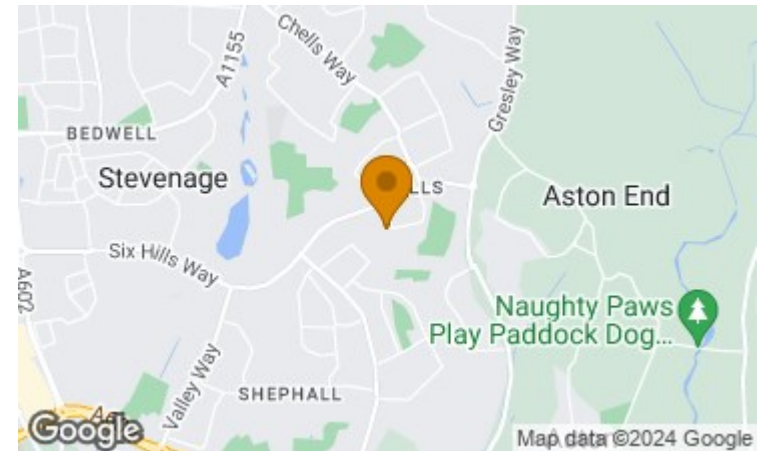 Chells Way
A1155
Gresley Way
BEDWELL
Stevenage
LLS
Aston End
Six Hills Way
A602
Naughty Paws
Play Paddock Dog...
Valley Way
SHEPHALL
Google
Map data ©2024 Google